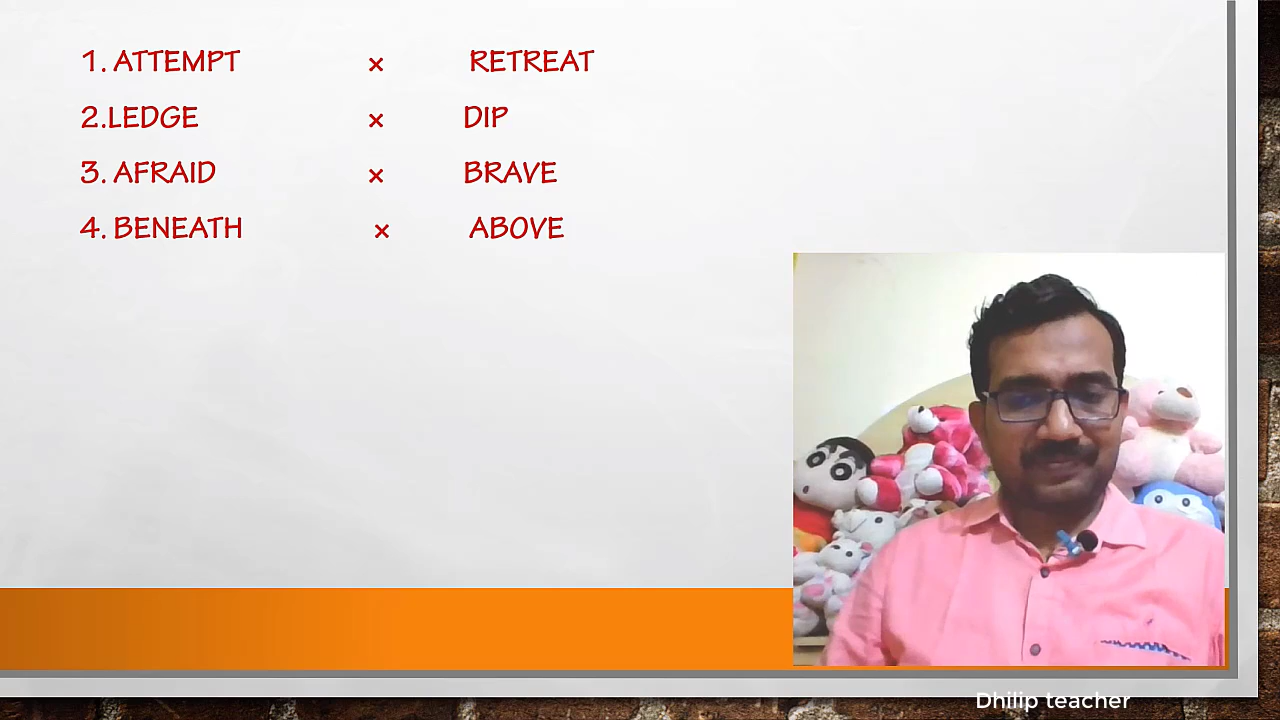 1. ATTEMPT × RETREAT
2.LEDGE × DIP
3. AFRAID × BRAVE
4. BENEATH × ABOVE
Dhilip teacher